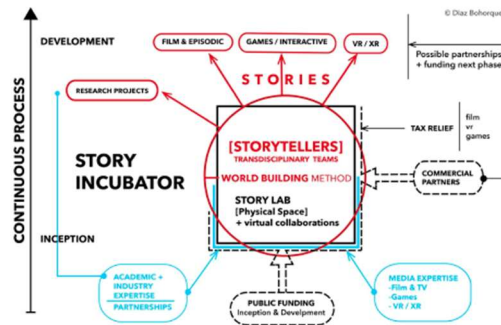 © Diaz Bohorque
DEVELOPMENT
FILM & EPISODIC
GAMES / INTERACTIVE
VR / XR
Possible partnerships
+ funding next phase
STORIES
RESEARCH PROJECTS
CONTINUOUS PROCESS
STORY
INCUBATOR
[STORYTELLERS]
TRANSDISCIPLINARY TEAMS
WORLD BUILDING METHOD
STORY LAB
[Physical Space]
+ virtual collaborations
TAX RELIEF
film
vr
games
COMMERCIAL
PARTNERS
INCEPTION
ACADEMIC +
INDUSTRY
EXPERTISE
PARTNERSHIPS
PUBLIC FUNDING
Inception & Develpment
MEDIA EXPERTISE
-Film & TV
-Games
- VR / XR